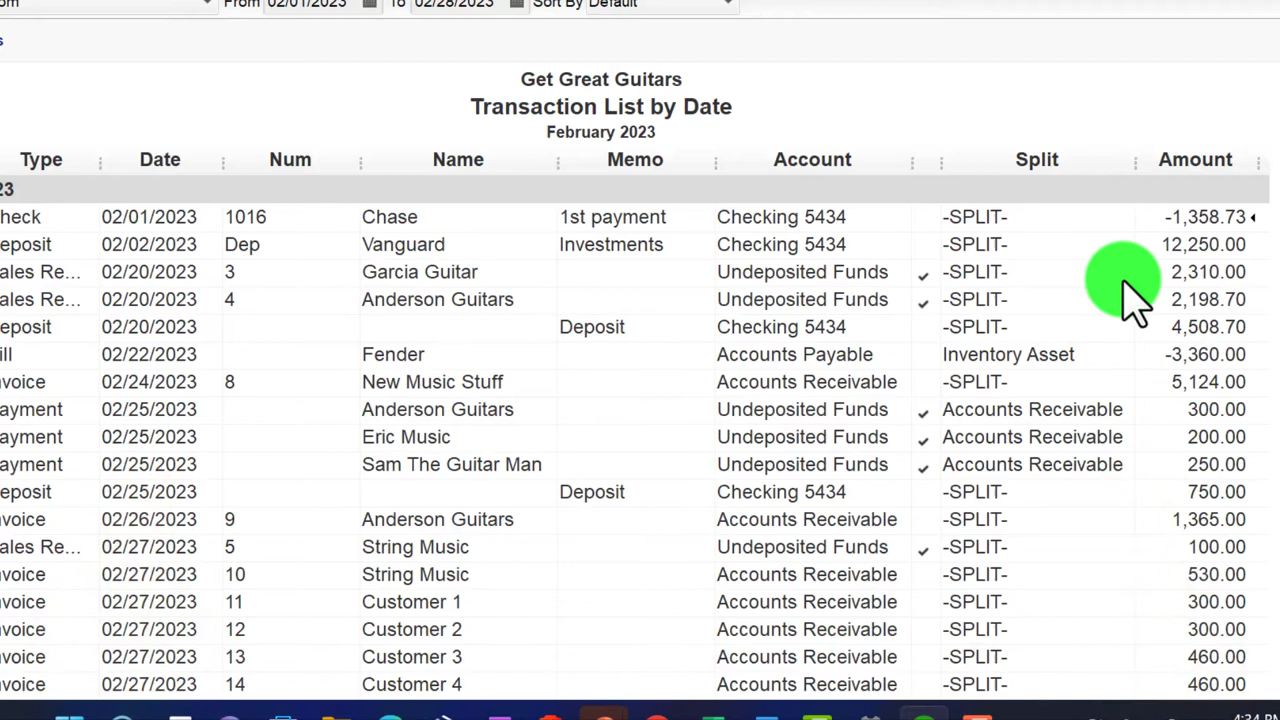 From 02/01/2023 To 02/28/2023 Sort By Default
Get Great Guitars
Transaction List by Date
February 2023
Type Date Num Name Memo Account Split Amount
23
heck 02/01/2023 1016 Chase 1st payment Checking 5434 -SPLIT- -1,358.73
eposit 02/02/2023 Dep Vanguard Investments Checking 5434 -SPLIT- 12,250.00
ales Re... 02/20/2023 3 Garcia Guitar Undeposited Funds ✓ -SPLIT- 2,310.00
ales Re... 02/20/2023 4 Anderson Guitars Undeposited Funds ✓ -SPLIT- 2,198.70
eposit 02/20/2023 Deposit Checking 5434 -SPLIT- 4,508.70
ill 02/22/2023 Fender Accounts Payable Inventory Asset -3,360.00
nvoice 02/24/2023 8 New Music Stuff Accounts Receivable -SPLIT- 5,124.00
ayment 02/25/2023 Anderson Guitars Undeposited Funds ✓ Accounts Receivable 300.00
ayment 02/25/2023 Eric Music Undeposited Funds ✓ Accounts Receivable 200.00
ayment 02/25/2023 Sam The Guitar Man Undeposited Funds ✓ Accounts Receivable 250.00
eposit 02/25/2023 Deposit Checking 5434 -SPLIT- 750.00
nvoice 02/26/2023 9 Anderson Guitars Accounts Receivable -SPLIT- 1,365.00
ales Re... 02/27/2023 5 String Music Undeposited Funds ✓ -SPLIT- 100.00
nvoice 02/27/2023 10 String Music Accounts Receivable -SPLIT- 530.00
nvoice 02/27/2023 11 Customer 1 Accounts Receivable -SPLIT- 300.00
nvoice 02/27/2023 12 Customer 2 Accounts Receivable -SPLIT- 300.00
nvoice 02/27/2023 13 Customer 3 Accounts Receivable -SPLIT- 460.00
nvoice 02/27/2023 14 Customer 4 Accounts Receivable -SPLIT- 460.00
4:34 PM